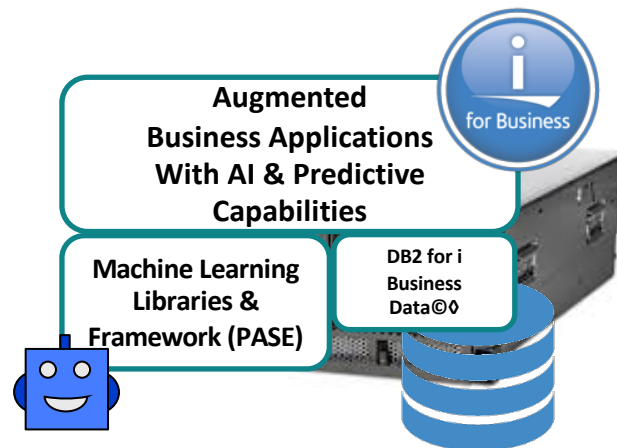 i
for Business
Augmented
Business Applications
With AI & Predictive
Capabilities
Machine Learning
Libraries &
Framework (PASE)
DB2 for i
Business
Data©◊